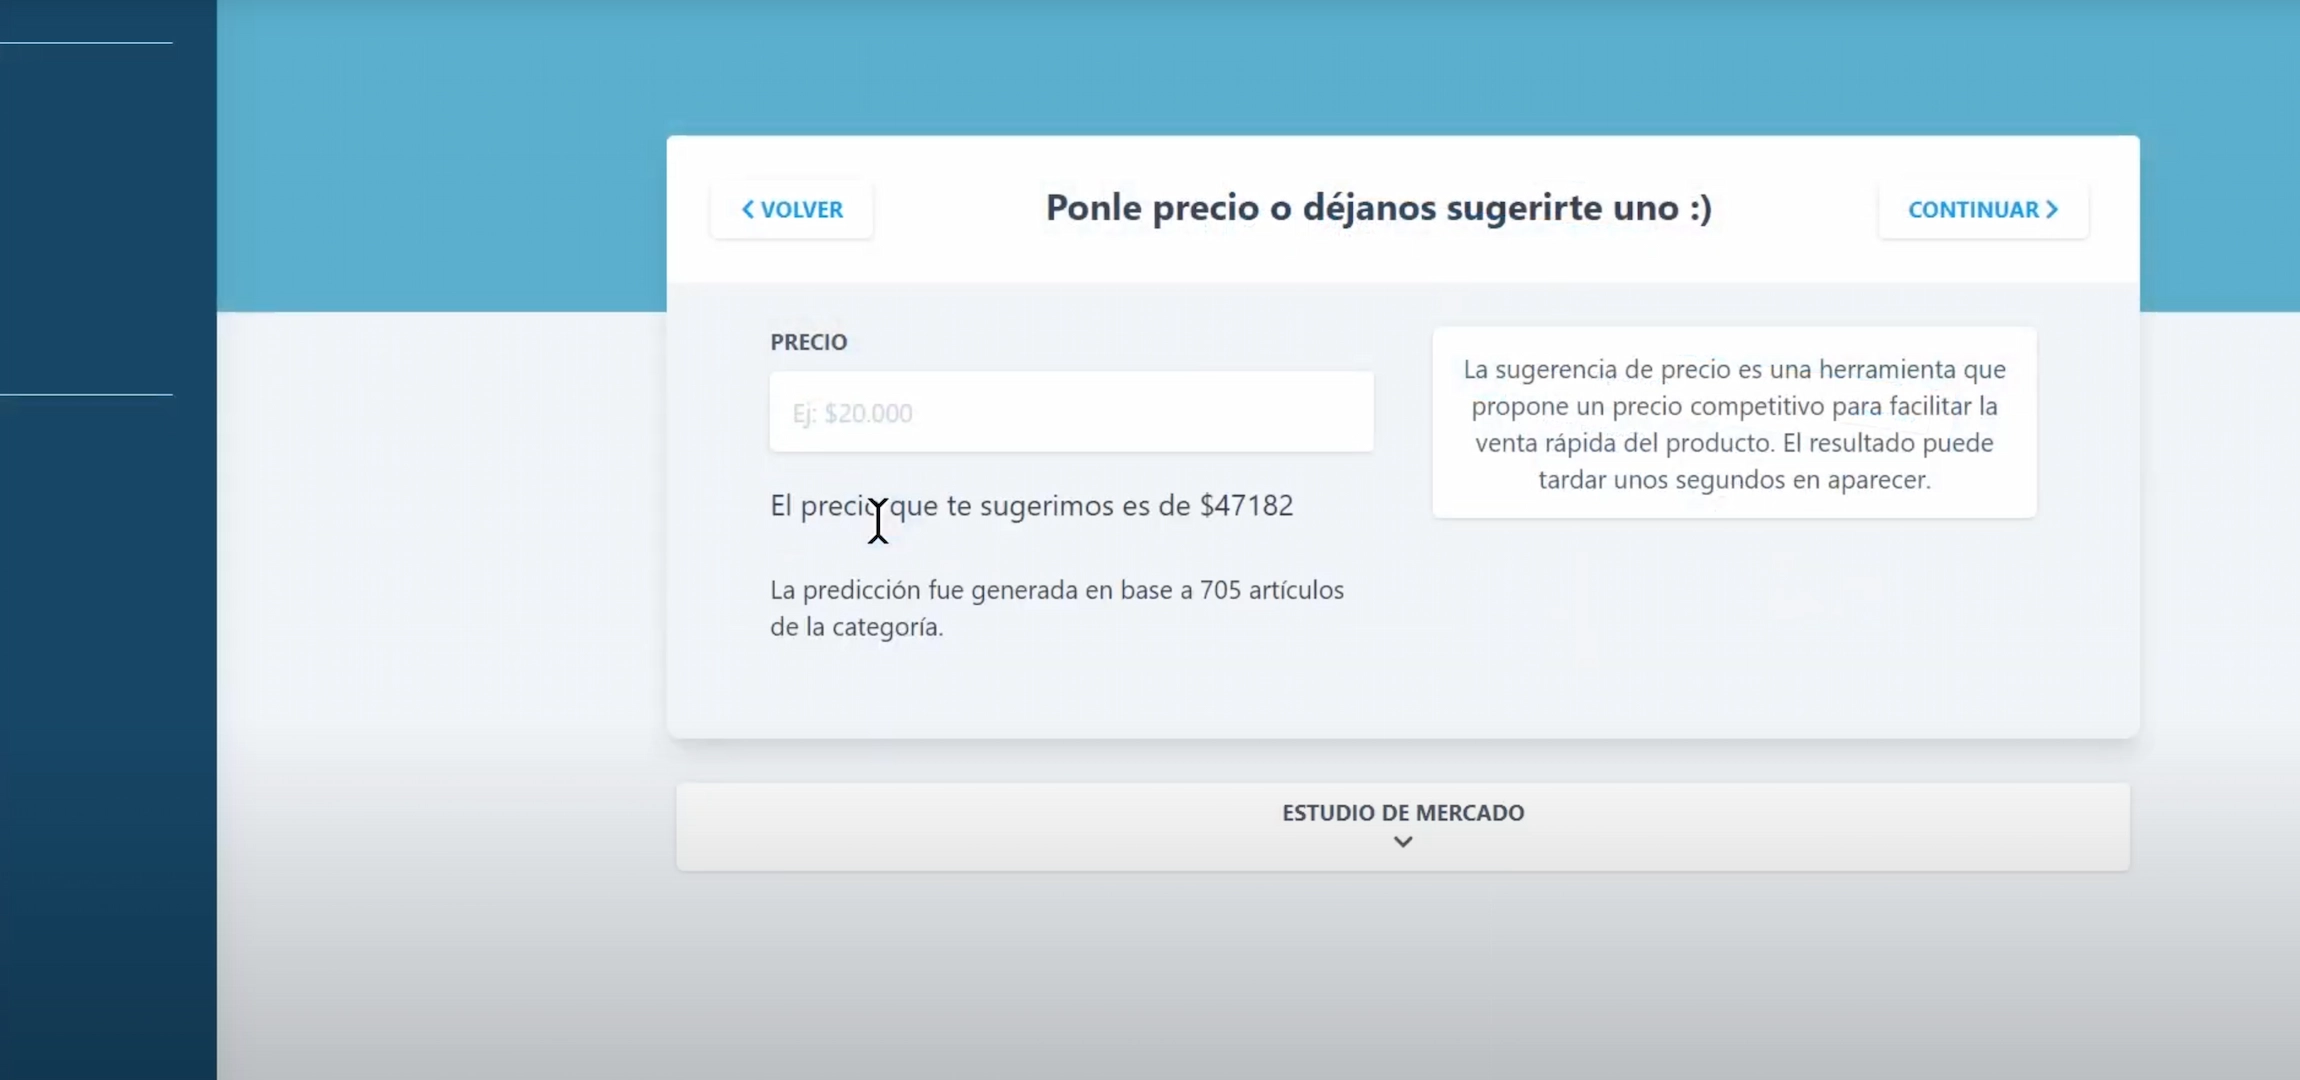 VOLVER
Ponle precio o déjanos sugerirte uno :)
CONTINUAR
PRECIO
Ej: $20.000
El precio que te sugerimos es de $47182
La predicción fue generada en base a 705 artículos
de la categoría.
La sugerencia de precio es una herramienta que
propone un precio competitivo para facilitar la
venta rápida del producto. El resultado puede
tardar unos segundos en aparecer.
ESTUDIO DE MERCADO